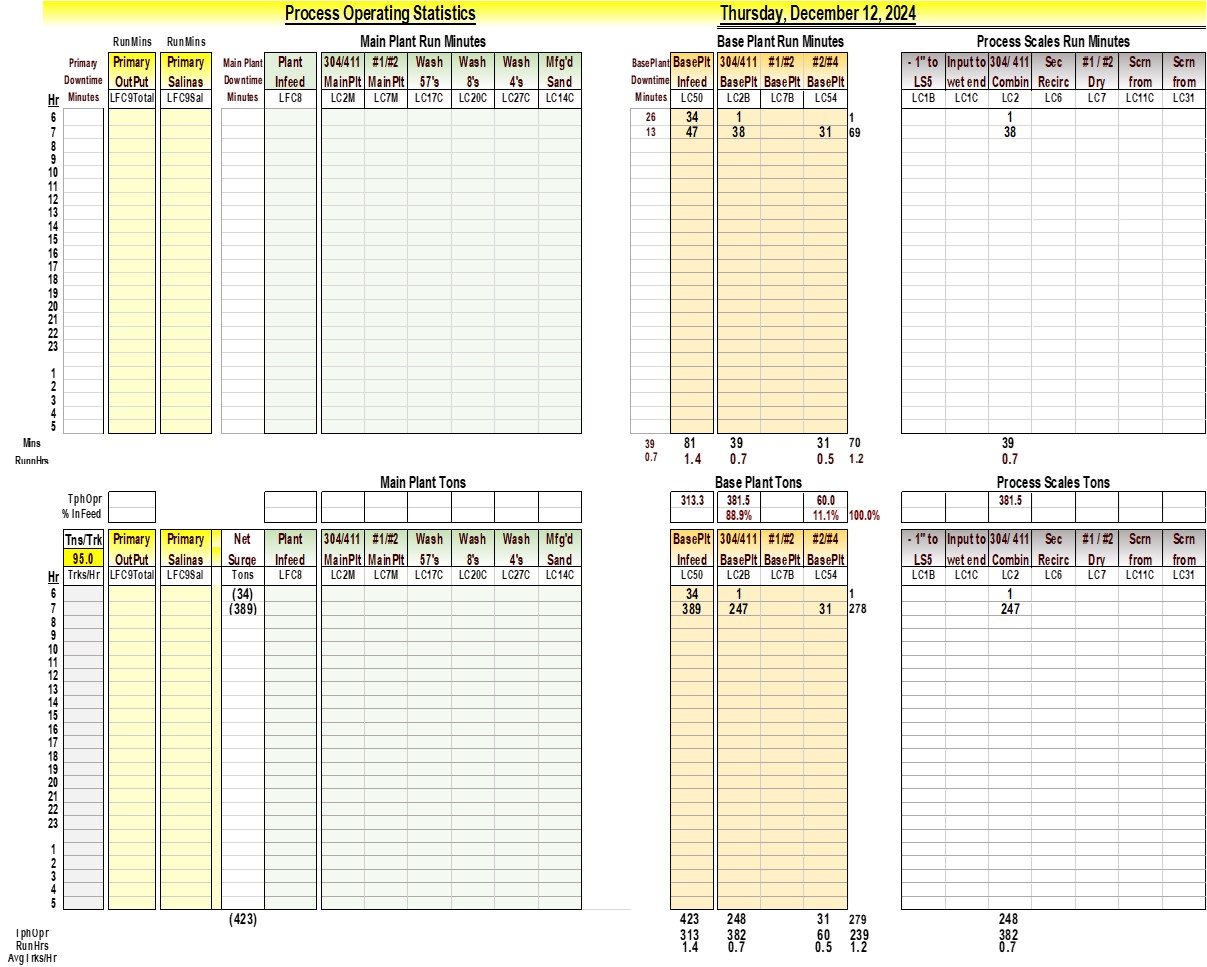 Process Operating Statistics Thursday, December 12, 2024
RunMins RunMins Main Plant Run Minutes Base Plant Run Minutes Process Scales Run Minutes
Primary Primary Primary Main Plant Plant 304/411 #1/#2 Wash Wash Wash Mfg'd BasePlant BasePlt 304/411 #1/#2 #2/#4 - 1" to Input to 304/ 411 Sec #1 / #2 Scrn Scrn
Downtime OutPut Salinas Downtime Infeed MainPlt MainPlt 57's 8's 4's Sand Downtime Infeed BasePlt BasePlt BasePlt LS5 wet end Combin Recirc Dry from from
Hr Minutes LFC9Total LFC9Sal Minutes LFC8 LC2M LC7M LC17C LC20C LC27C LC14C Minutes LC50 LC2B LC7B LC54 LC1B LC1C LC2 LC6 LC7 LC11C LC31
6 26 34 1 1 1
7 13 47 38 31 69 38
8
9
10
11
12
13
14
15
16
17
18
19
20
21
22
23
1
2
3
4
5
Mins 39 81 39 31 70 39
RunnHrs 0.7 1.4 0.7 0.5 1.2 0.7
Main Plant Tons Base Plant Tons Process Scales Tons
TphOpr 313.3 381.5 60.0 381.5
% InFeed 88.9% 11.1% 100.0%
Tns/Trk Primary Primary Net Plant 304/411 #1/#2 Wash Wash Wash Mfg'd BasePlt 304/411 #1/#2 #2/#4 - 1" to Input to 304/ 411 Sec #1 / #2 Scrn Scrn
95.0 OutPut Salinas Surge Infeed MainPlt MainPlt 57's 8's 4's Sand Infeed BasePlt BasePlt BasePlt LS5 wet end Combin Recirc Dry from from
Hr Trks/Hr LFC9Total LFC9Sal Tons LFC8 LC2M LC7M LC17C LC20C LC27C LC14C LC50 LC2B LC7B LC54 LC1B LC1C LC2 LC6 LC7 LC11C LC31
6 (34) 34 1 1 1
7 (389) 389 247 31 278 247
8
9
10
11
12
13
14
15
16
17
18
19
20
21
22
23
1
2
3
4
5
(423) 423 248 31 279 248
TphOpr 313 382 60 239 382
RunHrs 1.4 0.7 0.5 1.2 0.7
AvgTrks/Hr